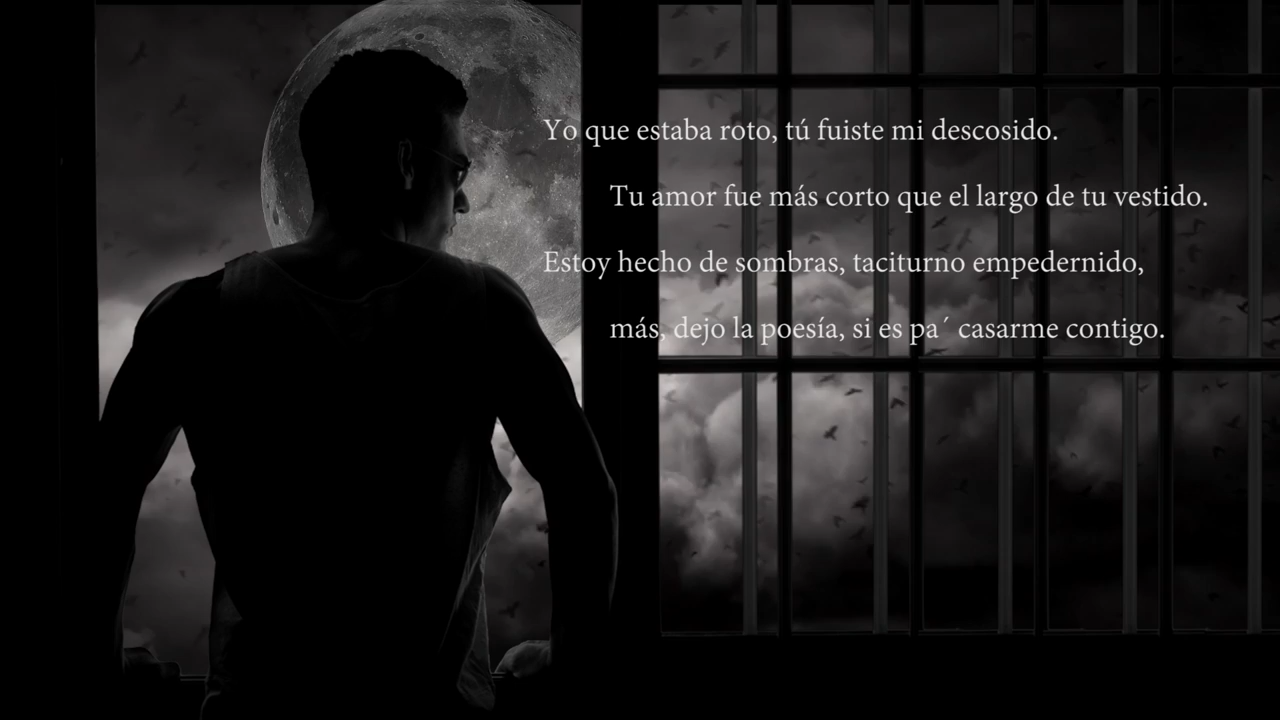 Yo que estaba roto, tú fuiste mi descosido.
Tu amor fue más corto que el largo de tu vestido.
Estoy hecho de sombras, taciturno empedernido,
más, dejo la poesía, si es pa´ casarme contigo.